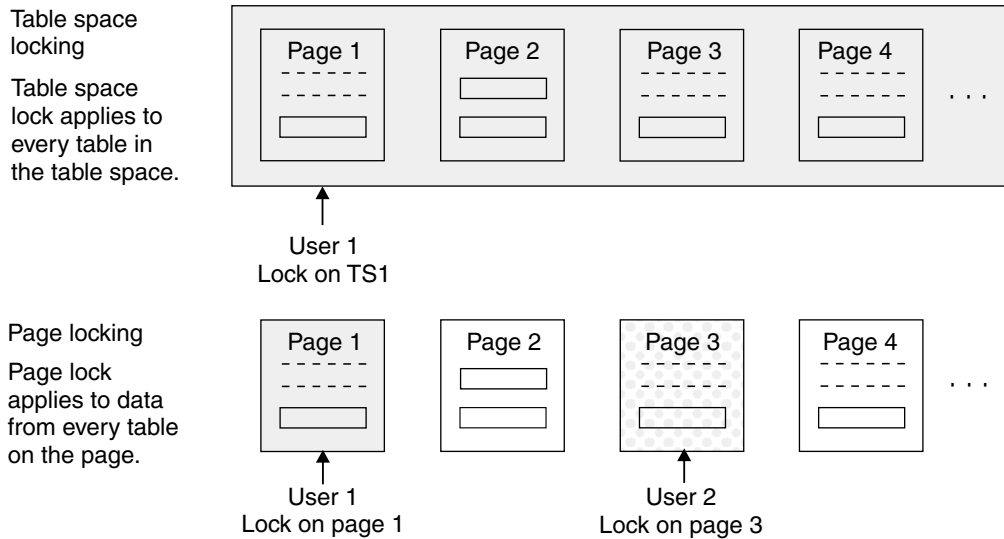 Table space
locking
Table space
lock applies to
every table in
the table space.
Page 1
Page 2
Page 3
Page 4
. . .
User 1
Lock on TS1
Page locking
Page lock
applies to data
from every table
on the page.
Page 1
Page 2
Page 3
Page 4
. . .
User 1
Lock on page 1
User 2
Lock on page 3